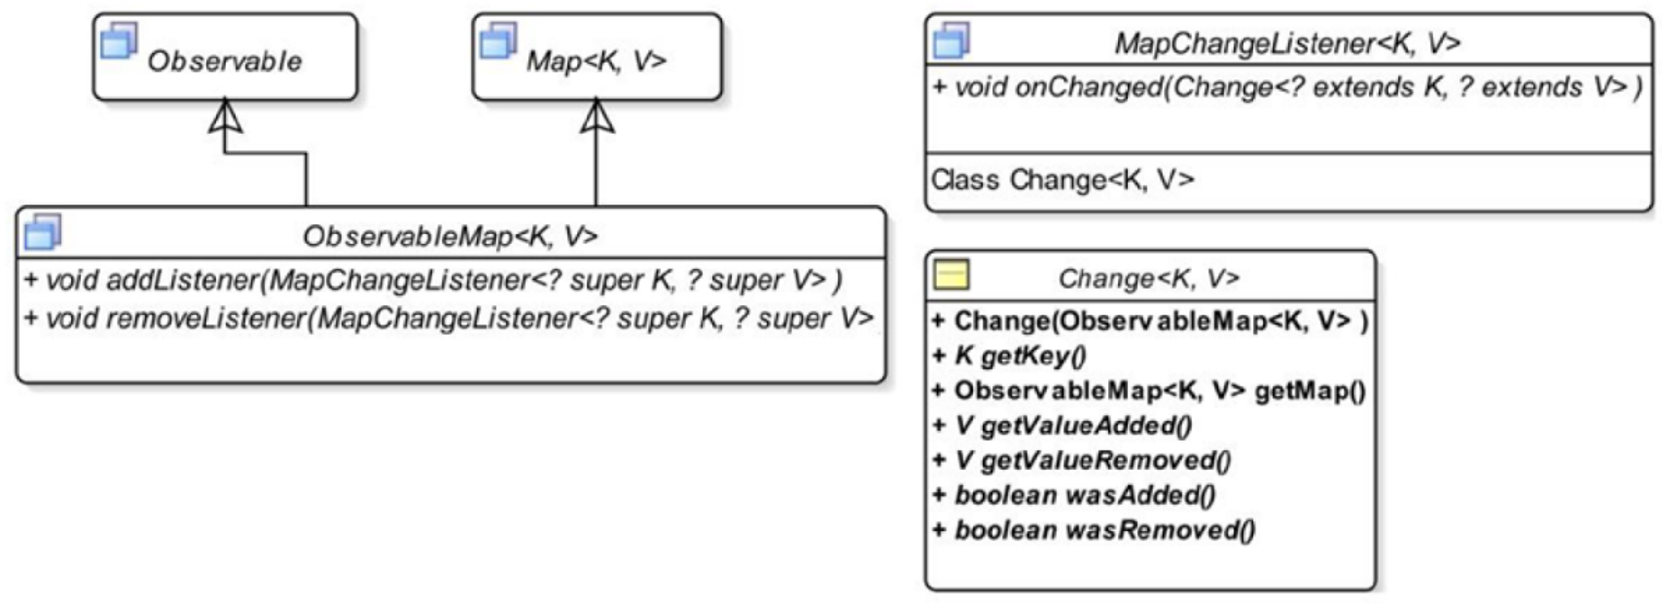 Observable
Map<K, V>
ObservableMap<K, V>
+ void addListener(MapChangeListener<? super K, ? super V> )
+ void removeListener(MapChangeListener<? super K, ? super V>
MapChangeListener<K, V>
+ void onChanged(Change<? extends K, ? extends V> )
Class Change<K, V>
Change<K, V>
+ Change(ObservableMap<K, V> )
+ K getKey()
+ ObservableMap<K, V> getMap()
+ V getValueAdded()
+ V getValueRemoved()
+ boolean wasAdded()
+ boolean wasRemoved()